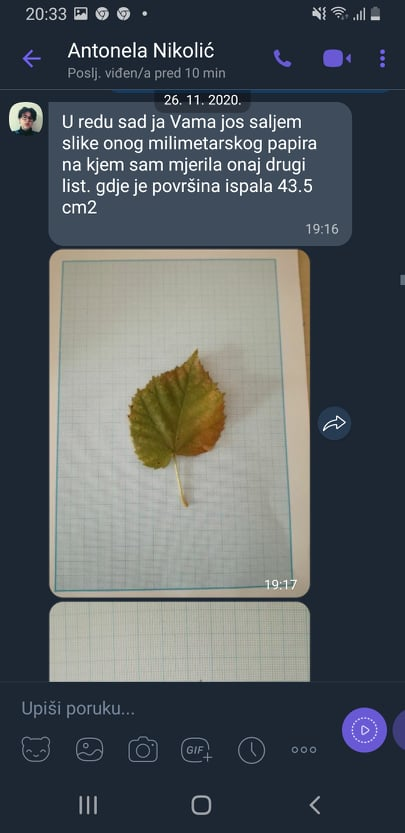 20:33
Antonela Nikolić
Poslj. viđen/a pred 10 min
26. 11. 2020.
U redu sad ja Vama jos saljem
slike onog milimetarskog papira
na kjem sam mjerila onaj drugi
list. gdje je površina ispala 43.5
cm2
19:16
19:17
Upiši poruku...
GIF